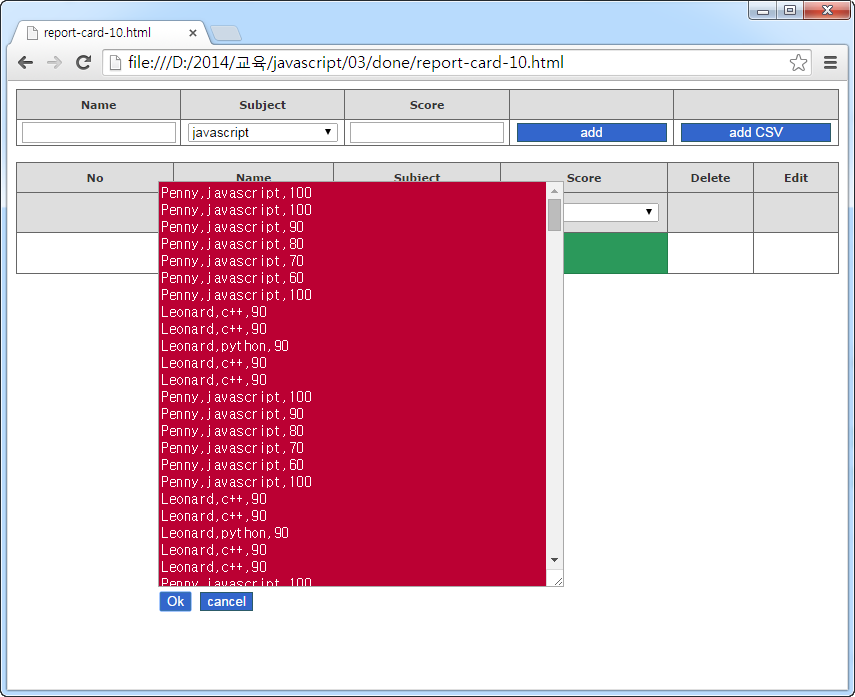 report-card-10.html
file:///D:/2014/교육/javascript/03/done/report-card-10.html
Name Subject Score
javascript add add CSV
No Name Subject Score Delete Edit
Penny,javascript,100
Penny,javascript,100
Penny,javascript,90
Penny,javascript,80
Penny,javascript,70
Penny,javascript,60
Penny,javascript,100
Leonard,c++,90
Leonard,c++,90
Leonard,python,90
Leonard,c++,90
Leonard,c++,90
Penny,javascript,100
Penny,javascript,90
Penny,javascript,80
Penny,javascript,70
Penny,javascript,60
Penny,javascript,100
Leonard,c++,90
Leonard,c++,90
Leonard,python,90
Leonard,c++,90
Leonard,c++,90
Penny,javascript,100
Ok cancel